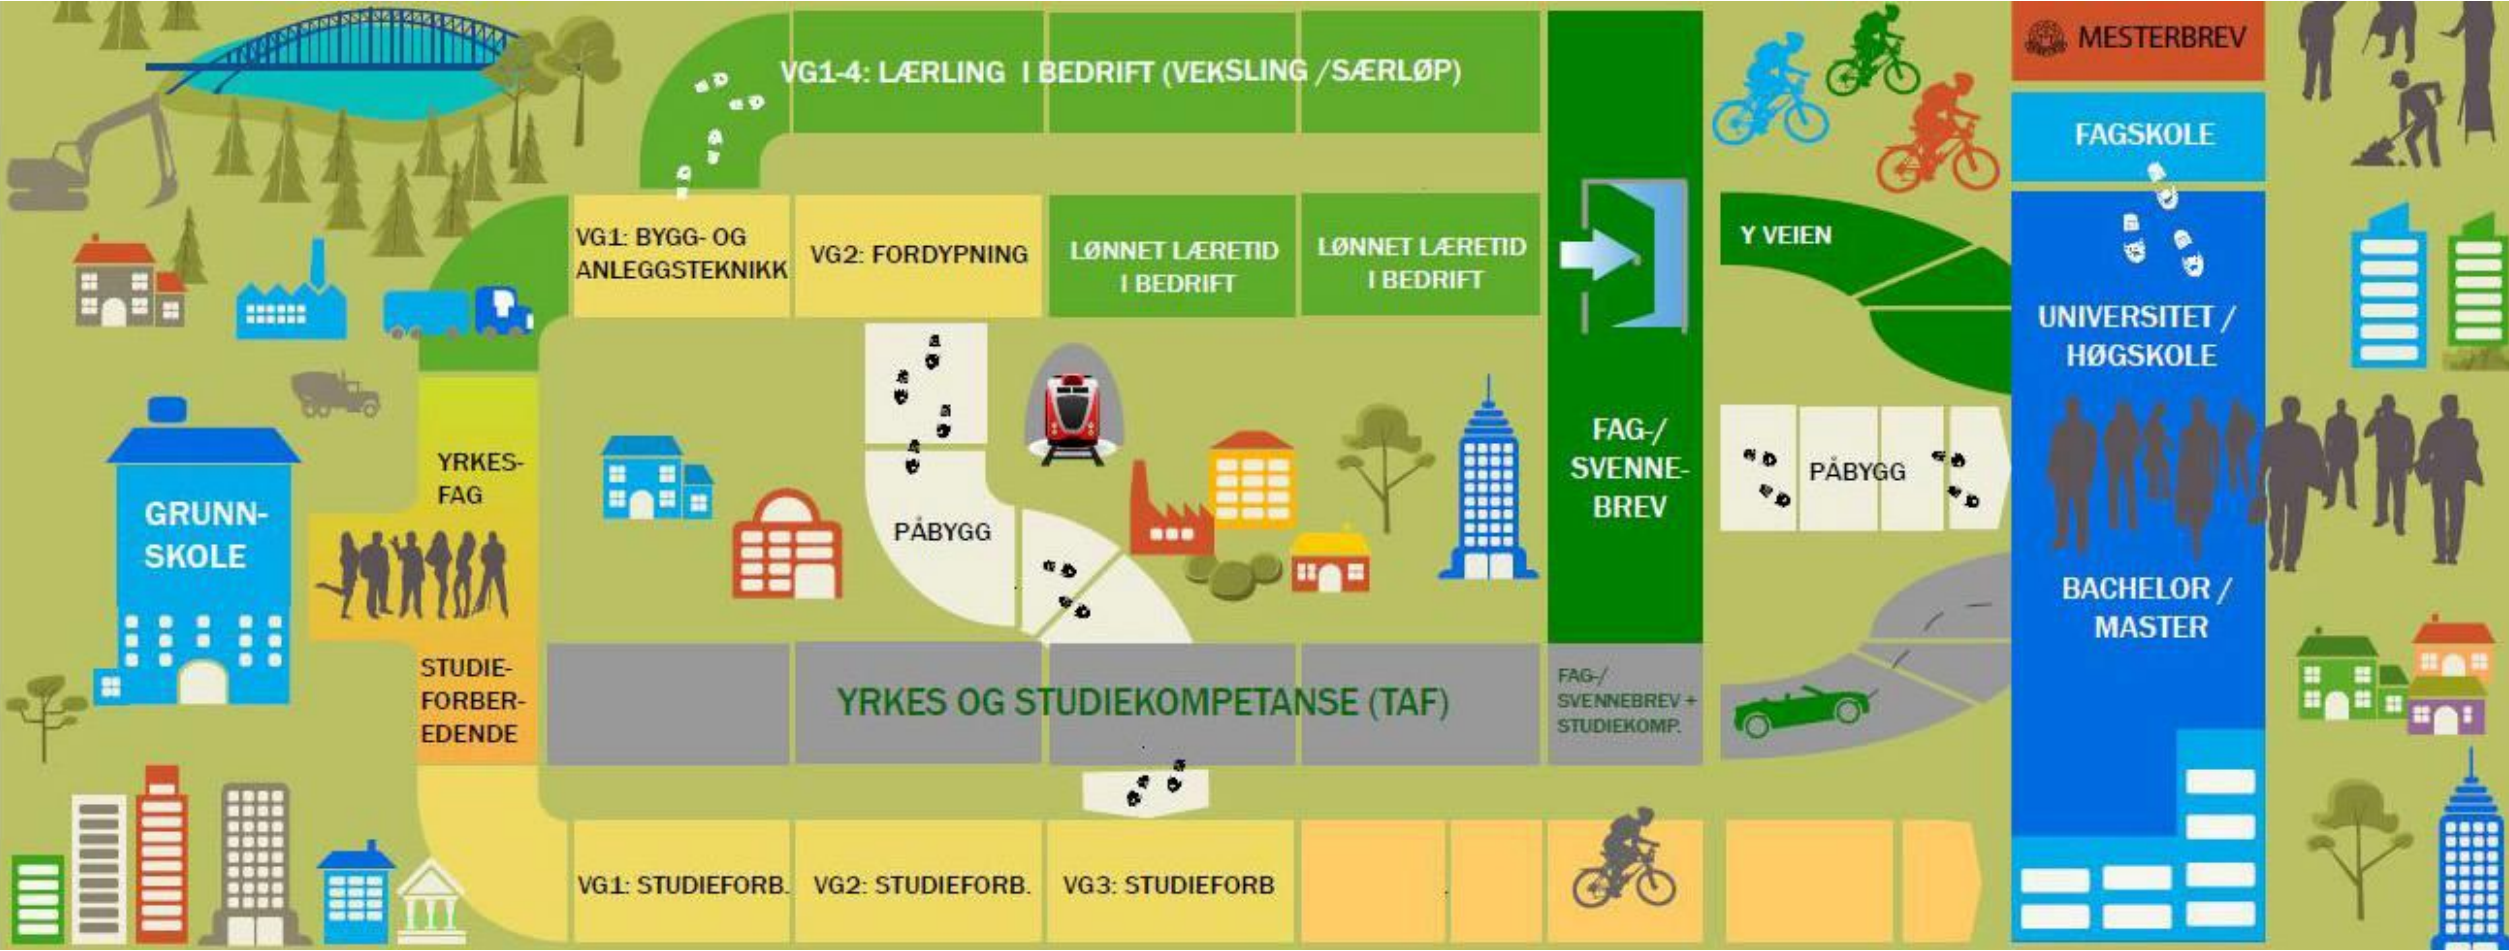 VG1-4: LÆRLING I BEDRIFT (VEKSLING /SÆRLØP)
MESTERBREV
FAGSKOLE
VG1: BYGG- OG
ANLEGGSTEKNIKK
VG2: FORDYPNING
LØNNET LÆRETID
I BEDRIFT
LØNNET LÆRETID
I BEDRIFT
Y VEIEN
UNIVERSITET /
HØGSKOLE
YRKES-
FAG
GRUNN-
SKOLE
PÅBYGG
FAG-/
SVENNE-
BREV
PÅBYGG
BACHELOR /
MASTER
STUDIE-
FORBER-
EDENDE
YRKES OG STUDIEKOMPETANSE (TAF)
FAG-/
SVENNEBREV +
STUDIEKOMP.
VG1: STUDIEFORB.
VG2: STUDIEFORB.
VG3: STUDIEFORB